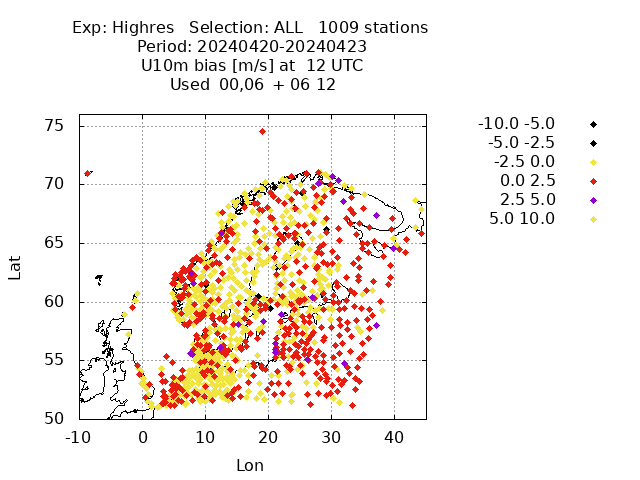 Exp: Highres   Selection: ALL   1009 stations
Period: 20240420-20240423
U10m bias [m/s] at  12 UTC
Used  00,06  + 06 12
-10.0 -5.0
-5.0 -2.5
-2.5 0.0
0.0 2.5
2.5 5.0
5.0 10.0
75
70
65
60
55
50
Lat
-10 0 10 20 30 40
Lon